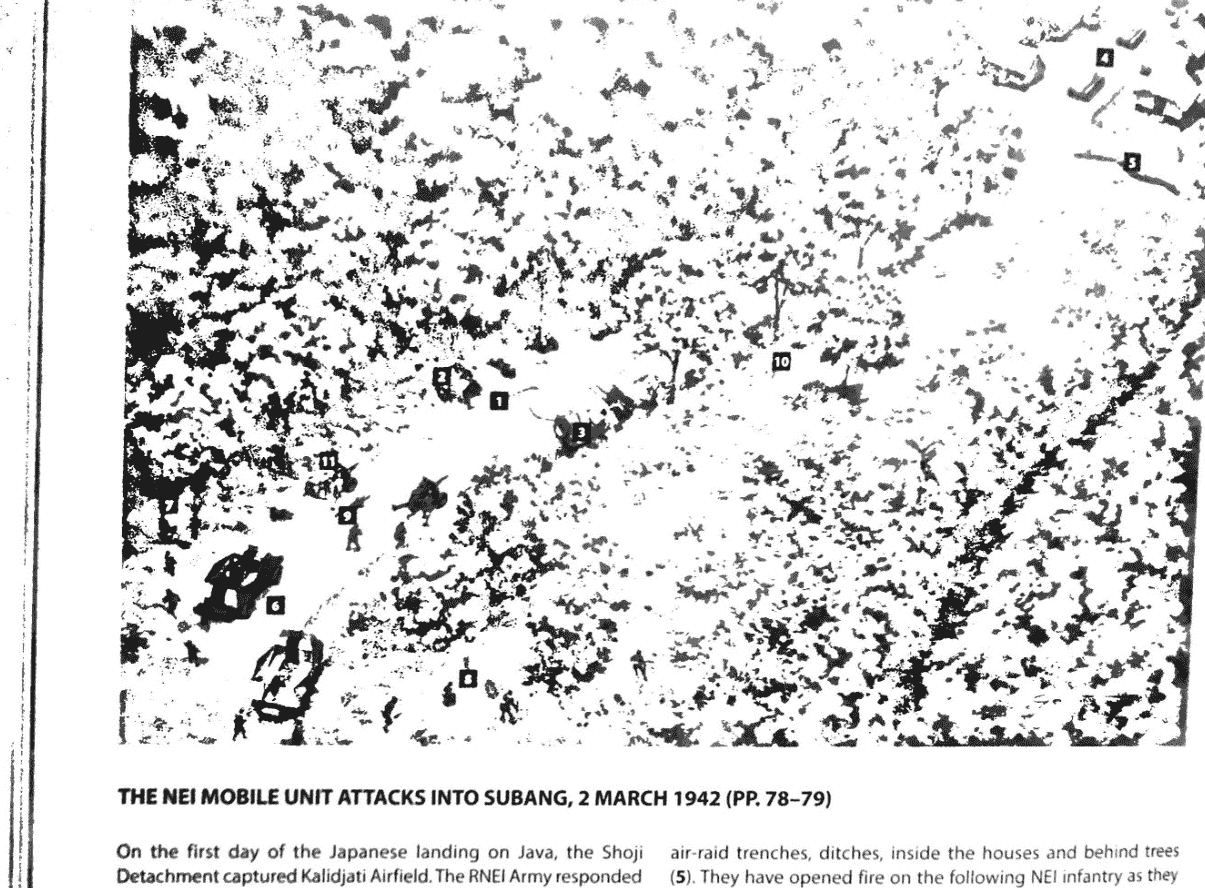 4
5
10
2
1
3
11
7
9
6
8
THE NEI MOBILE UNIT ATTACKS INTO SUBANG, 2 MARCH 1942 (PP. 78–79)
On the first day of the Japanese landing on Java, the Shoji
Detachment captured Kalidjati Airfield. The RNEI Army responded
air-raid trenches, ditches, inside the houses and behind trees
(5). They have opened fire on the following NEI infantry as they